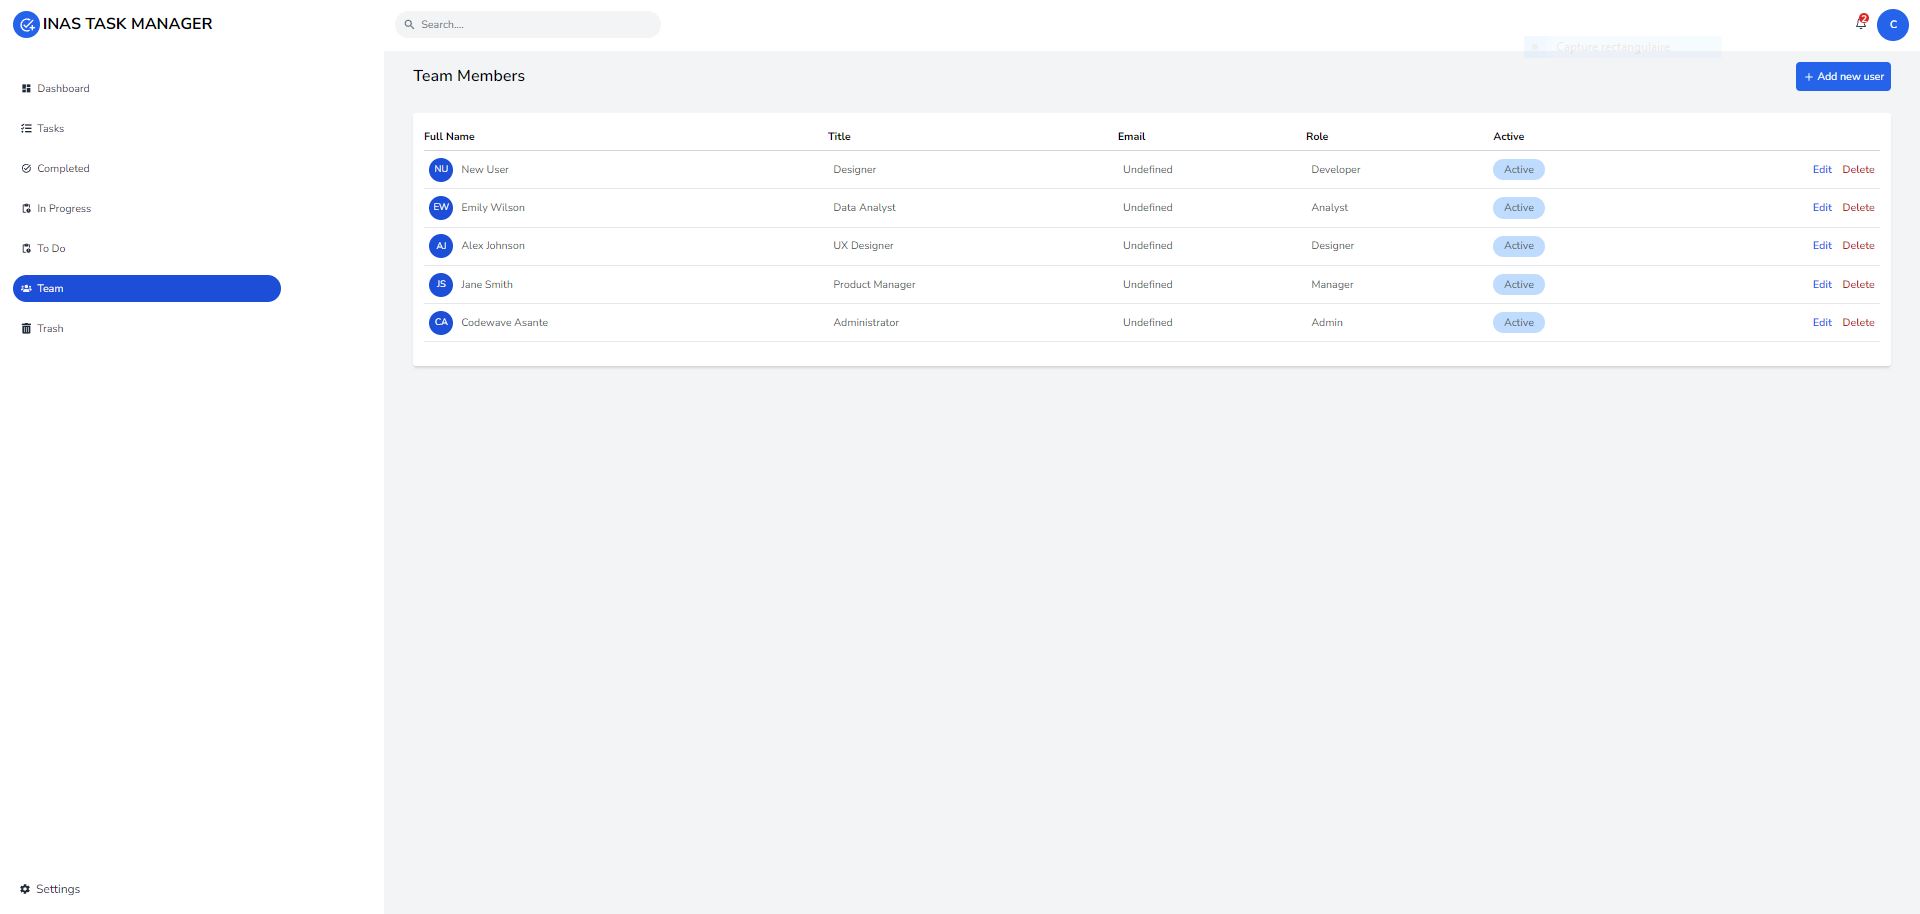 INAS TASK MANAGER
Search....
2
C
Capture rectangulaire
Dashboard
Tasks
Completed
In Progress
To Do
Team
Trash
Settings
Team Members
+ Add new user
Full Name Title Email Role Active
NU New User Designer Undefined Developer Active Edit Delete
EW Emily Wilson Data Analyst Undefined Analyst Active Edit Delete
AJ Alex Johnson UX Designer Undefined Designer Active Edit Delete
JS Jane Smith Product Manager Undefined Manager Active Edit Delete
CA Codewave Asante Administrator Undefined Admin Active Edit Delete